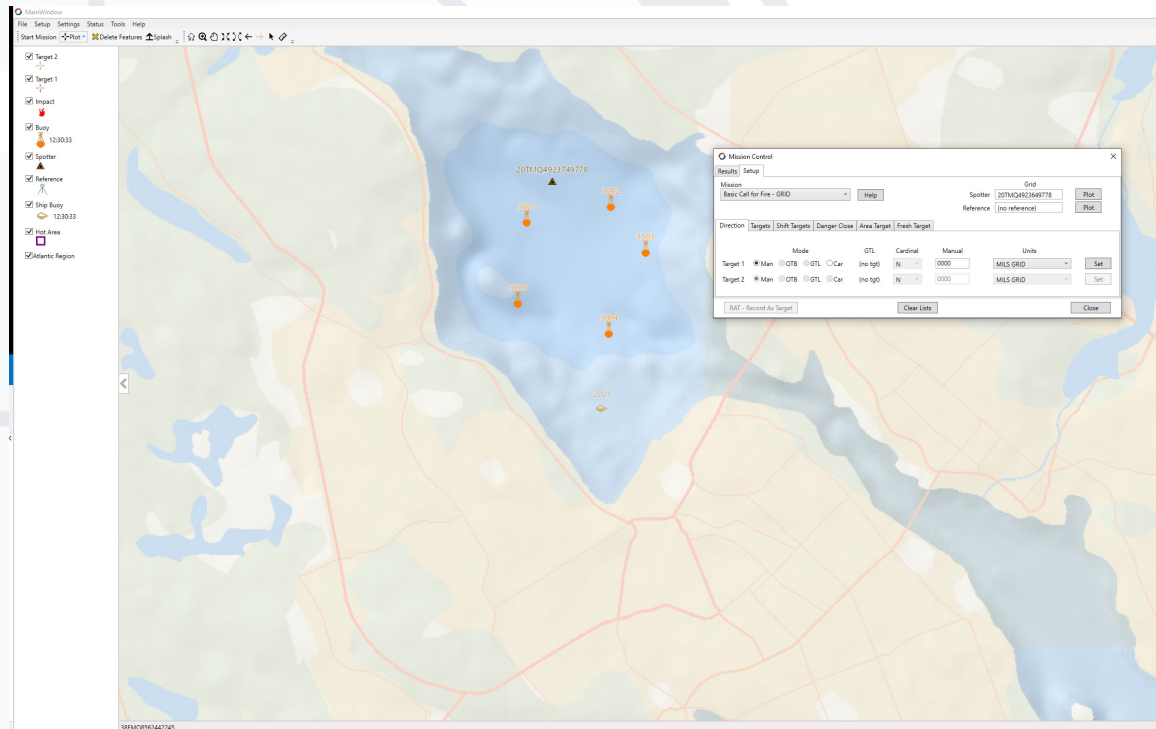 MainWindow
File Setup Settings Status Tools Help
Start Mission Plot Delete Features Splash
Target 2
Target 1
Impact
Buoy
12:30:33
Spotter
Reference
Ship Buoy
12:30:33
Hot Area
Atlantic Region
20TMQ4923749778
3002
3003
3004
2001
Mission Control
Results Setup
Mission
Grid
Basic Call for Fire - GRID Help Spotter 20TMQ4923649778 Plot
Reference (no reference) Plot
Direction Targets Shift Targets Danger Close Area Target Fresh Target
Mode GTL Cardinal Manual Units
Target 1 Man OTB GTL Car (no tgt) N 0000 MILS GRID Set
Target 2 Man OTB GTL Car (no tgt) N 0000 MILS GRID Set
RAT - Record As Target Clear Lists Close